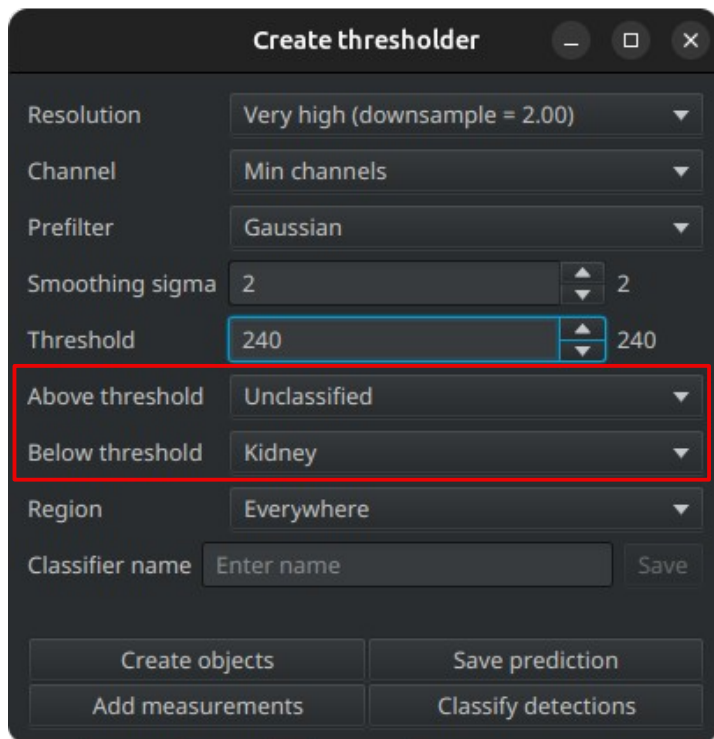 Create thresholder
Resolution Very high (downsample = 2.00)
Channel Min channels
Prefilter Gaussian
Smoothing sigma 2 2
Threshold 240 240
Above threshold Unclassified
Below threshold Kidney
Region Everywhere
Classifier name Enter name Save
Create objects Save prediction
Add measurements Classify detections